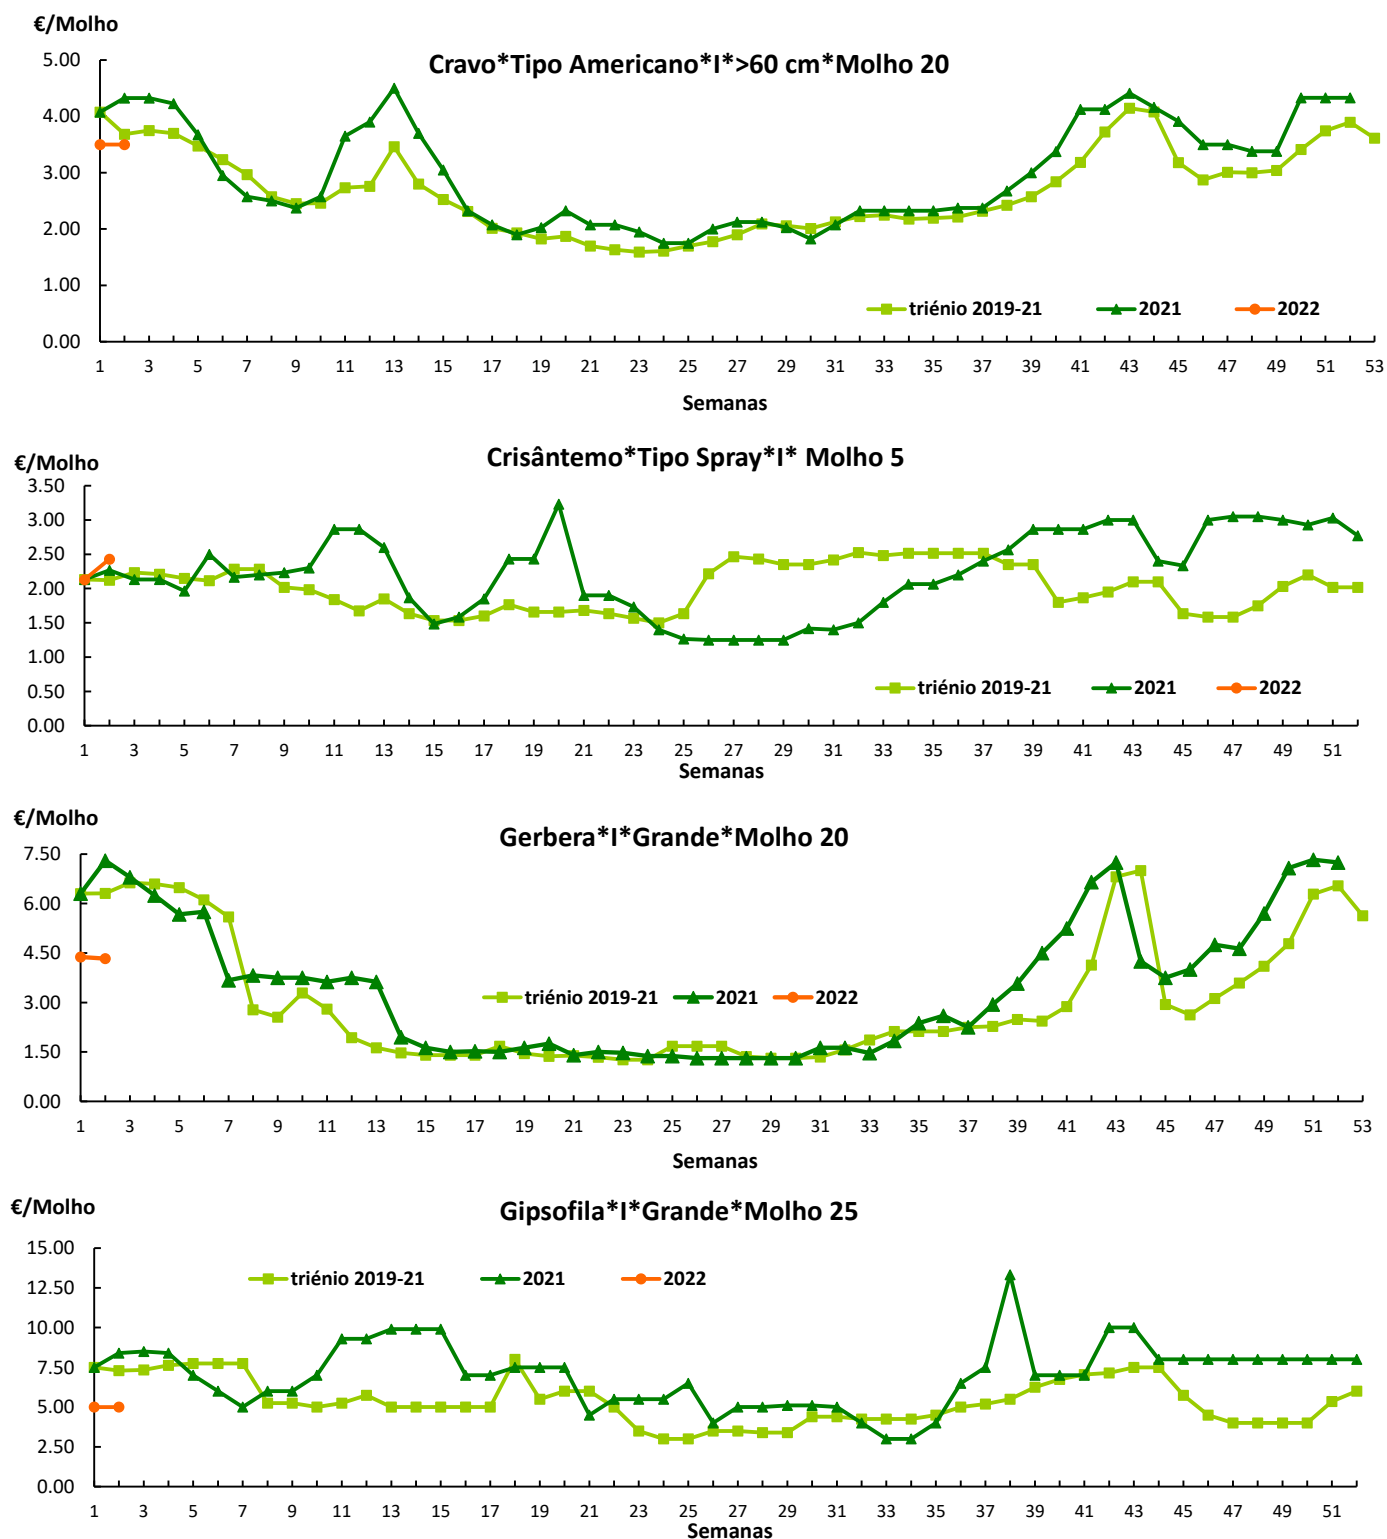 €/Molho
Cravo*Tipo Americano*I*>60 cm*Molho 20
5.00
4.00
3.00
2.00
1.00
0.00
triénio 2019-21 2021 2022
1 3 5 7 9 11 13 15 17 19 21 23 25 27 29 31 33 35 37 39 41 43 45 47 49 51 53
Semanas
€/Molho
Crisântemo*Tipo Spray*I* Molho 5
3.50
3.00
2.50
2.00
1.50
1.00
0.50
0.00
triénio 2019-21 2021 2022
1 3 5 7 9 11 13 15 17 19 21 23 25 27 29 31 33 35 37 39 41 43 45 47 49 51
Semanas
€/Molho
Gerbera*I*Grande*Molho 20
7.50
6.00
4.50
3.00
1.50
0.00
triénio 2019-21 2021 2022
1 3 5 7 9 11 13 15 17 19 21 23 25 27 29 31 33 35 37 39 41 43 45 47 49 51 53
Semanas
€/Molho
Gipsofila*I*Grande*Molho 25
15.00
12.50
10.00
7.50
5.00
2.50
0.00
triénio 2019-21 2021 2022
1 3 5 7 9 11 13 15 17 19 21 23 25 27 29 31 33 35 37 39 41 43 45 47 49 51
Semanas